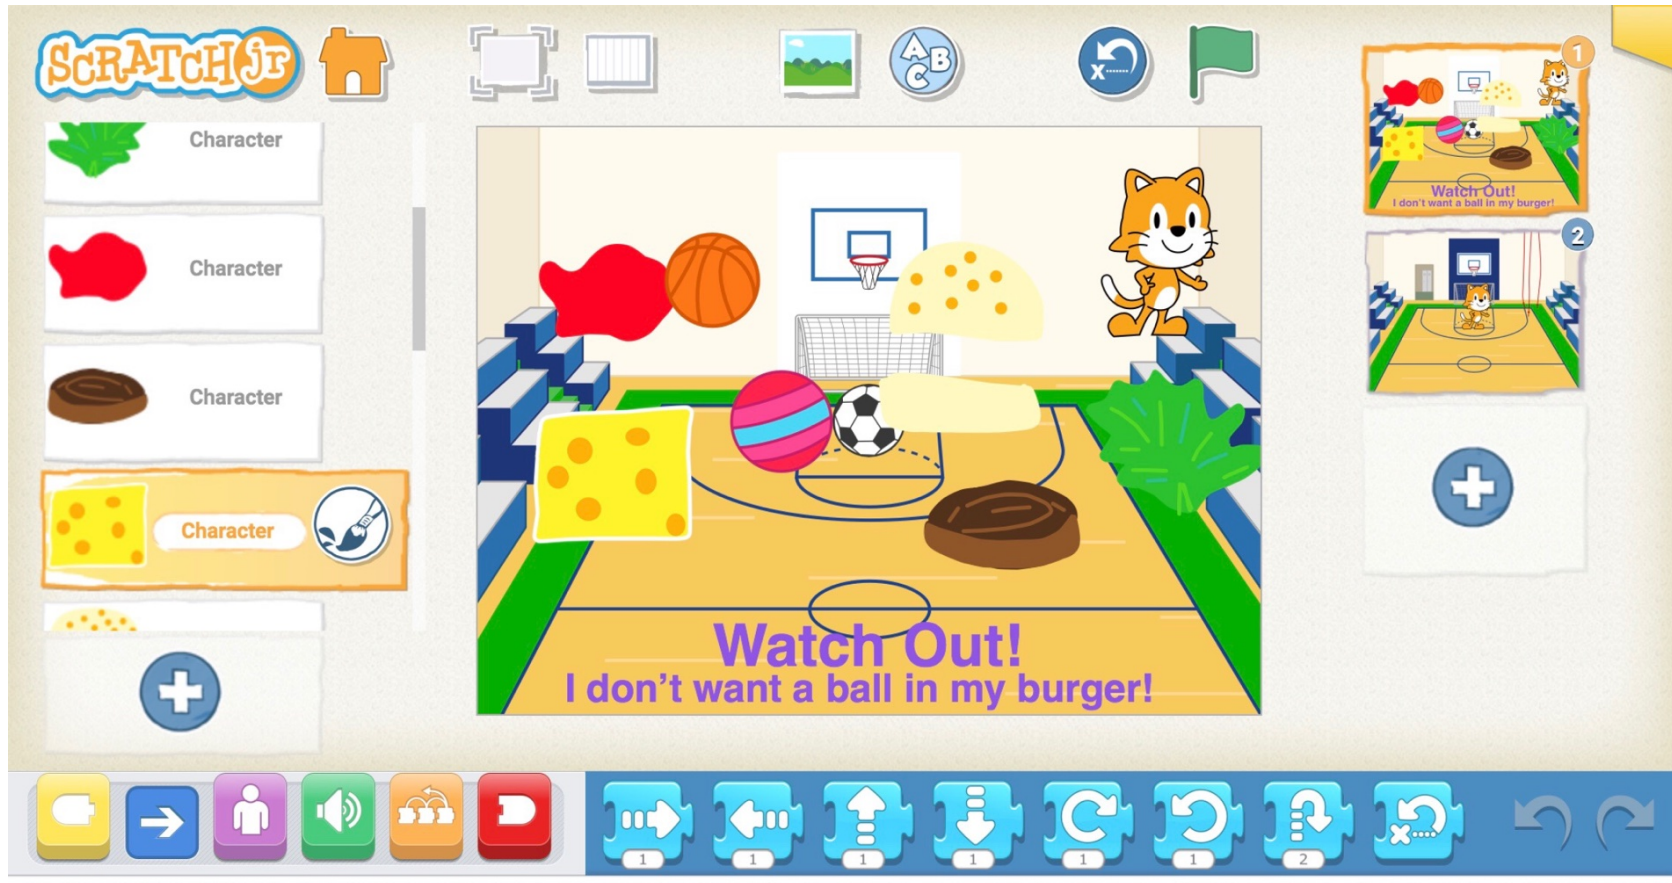 SCRATCHJr
A B C
X
1
Character
Character
Character
Character
Watch Out!
I don't want a ball in my burger!
Watch Out!
I don't want a ball in my burger!
2
1
1
1
1
1
1
2
X